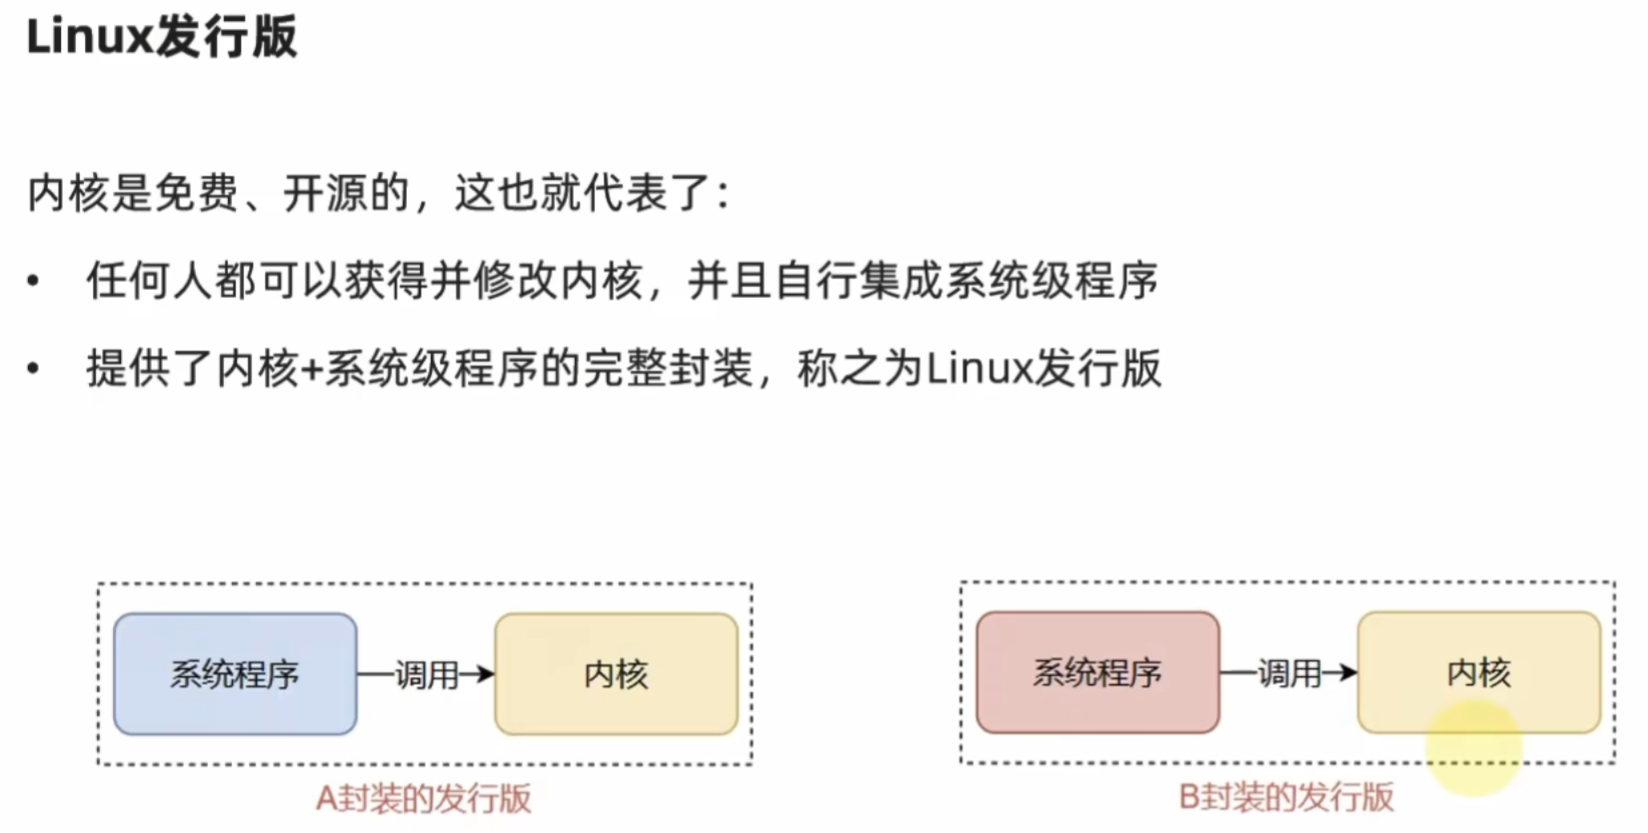 Linux发行版
内核是免费、开源的，这也就代表了：
• 任何人都可以获得并修改内核，并且自行集成系统级程序
• 提供了内核+系统级程序的完整封装，称之为Linux发行版
系统程序
调用
内核
A封装的发行版
系统程序
调用
内核
B封装的发行版